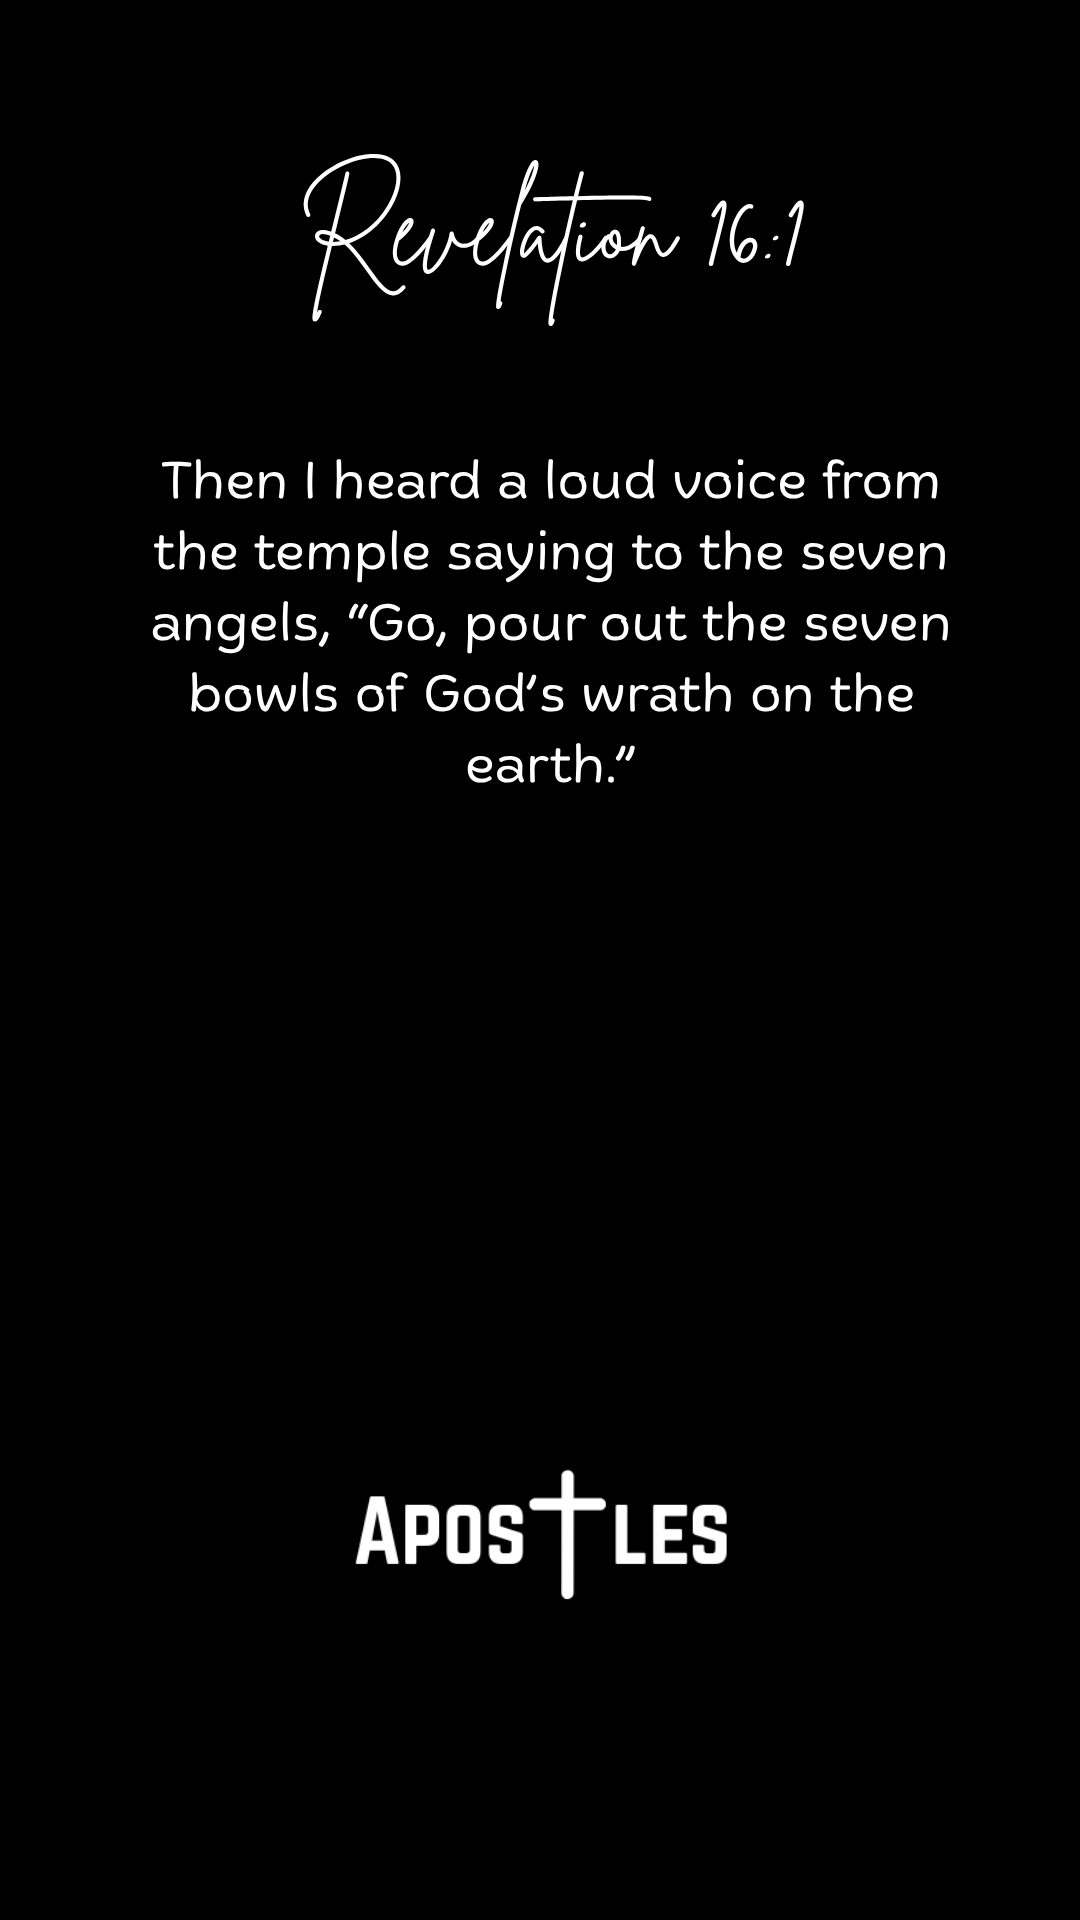 Revelation 16:1
Then I heard a loud voice from
the temple saying to the seven
angels, “Go, pour out the seven
bowls of God’s wrath on the
earth.”
Apostles